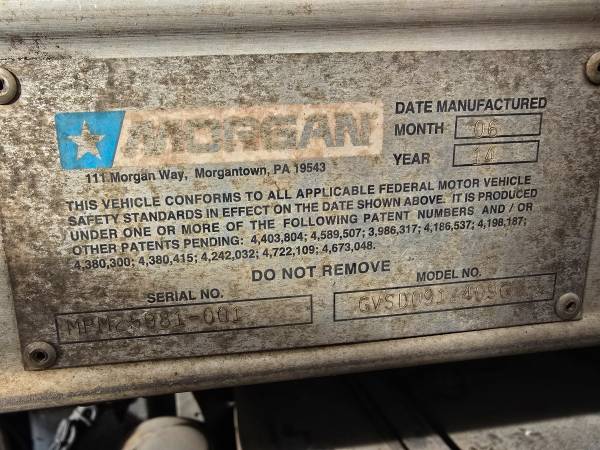 MORGAN
111 Morgan Way, Morgantown, PA 19543
DATE MANUFACTURED
MONTH 06
YEAR 14
THIS VEHICLE CONFORMS TO ALL APPLICABLE FEDERAL MOTOR VEHICLE
SAFETY STANDARDS IN EFFECT ON THE DATE SHOWN ABOVE. IT IS PRODUCED
UNDER ONE OR MORE OF THE FOLLOWING PATENT NUMBERS AND / OR
OTHER PATENTS PENDING: 4,403,804; 4,589,507; 3,986,317; 4,186,537; 4,198,187;
4,380,300; 4,380,415; 4,242,032; 4,722,109; 4,673,048.
DO NOT REMOVE
SERIAL NO.
MODEL NO.